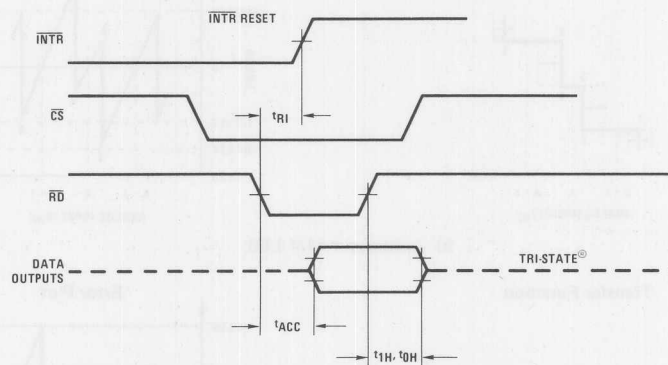 INTR RESET
INTR
CS
tRI
RD
DATA
OUTPUTS
TRI-STATE®
tACC
t1H, t0H